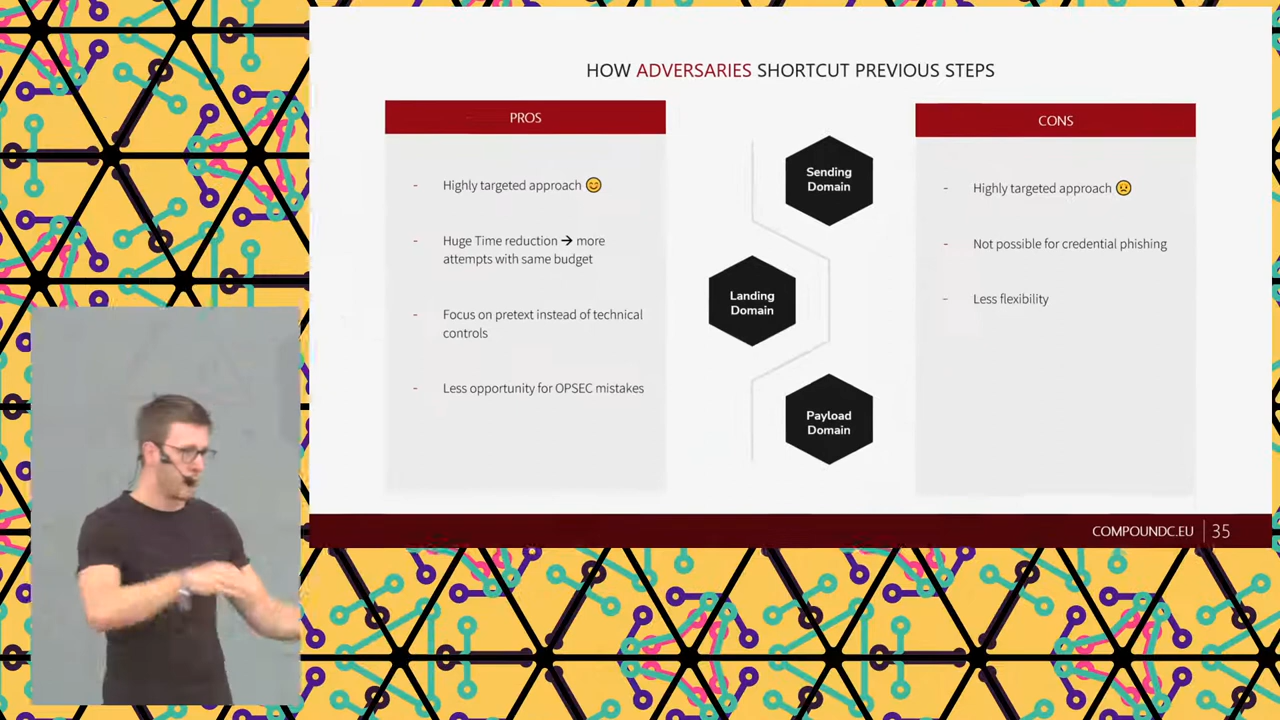 HOW ADVERSARIES SHORTCUT PREVIOUS STEPS
PROS
- Highly targeted approach 😊
- Huge Time reduction → more
attempts with same budget
- Focus on pretext instead of technical
controls
- Less opportunity for OPSEC mistakes
Sending
Domain
Landing
Domain
Payload
Domain
CONS
- Highly targeted approach ☹️
- Not possible for credential phishing
- Less flexibility
COMPOUNDC.EU | 35